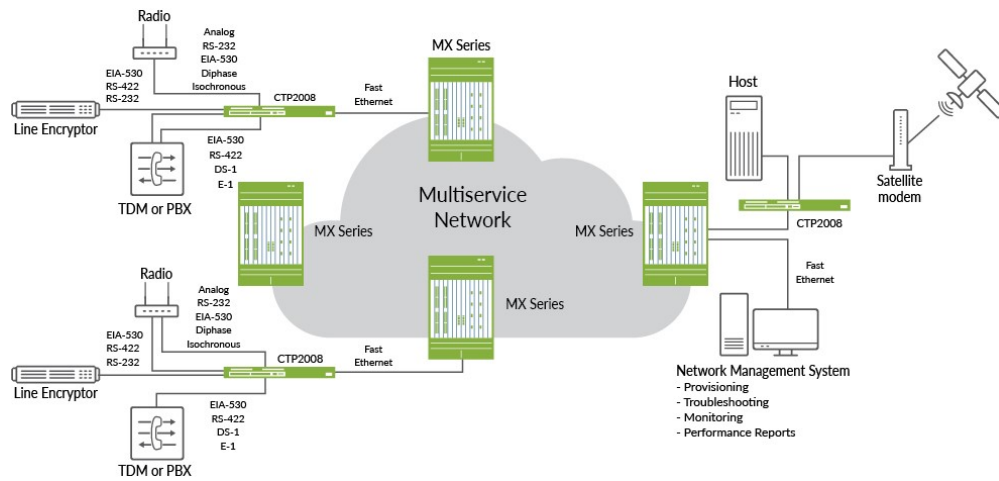 Radio
Analog
RS-232
EIA-530
Diphase
Isochronous
EIA-530
RS-422
RS-232
CTP2008
Fast
Ethernet
MX Series
Line Encryptor
EIA-530
RS-422
DS-1
E-1
TDM or PBX
MX Series
Multiservice
Network
MX Series
Host
Satellite
modem
CTP2008
Fast
Ethernet
Radio
Analog
RS-232
EIA-530
Diphase
Isochronous
EIA-530
RS-422
RS-232
CTP2008
Fast
Ethernet
MX Series
Line Encryptor
EIA-530
RS-422
DS-1
E-1
TDM or PBX
Network Management System
- Provisioning
- Troubleshooting
- Monitoring
- Performance Reports